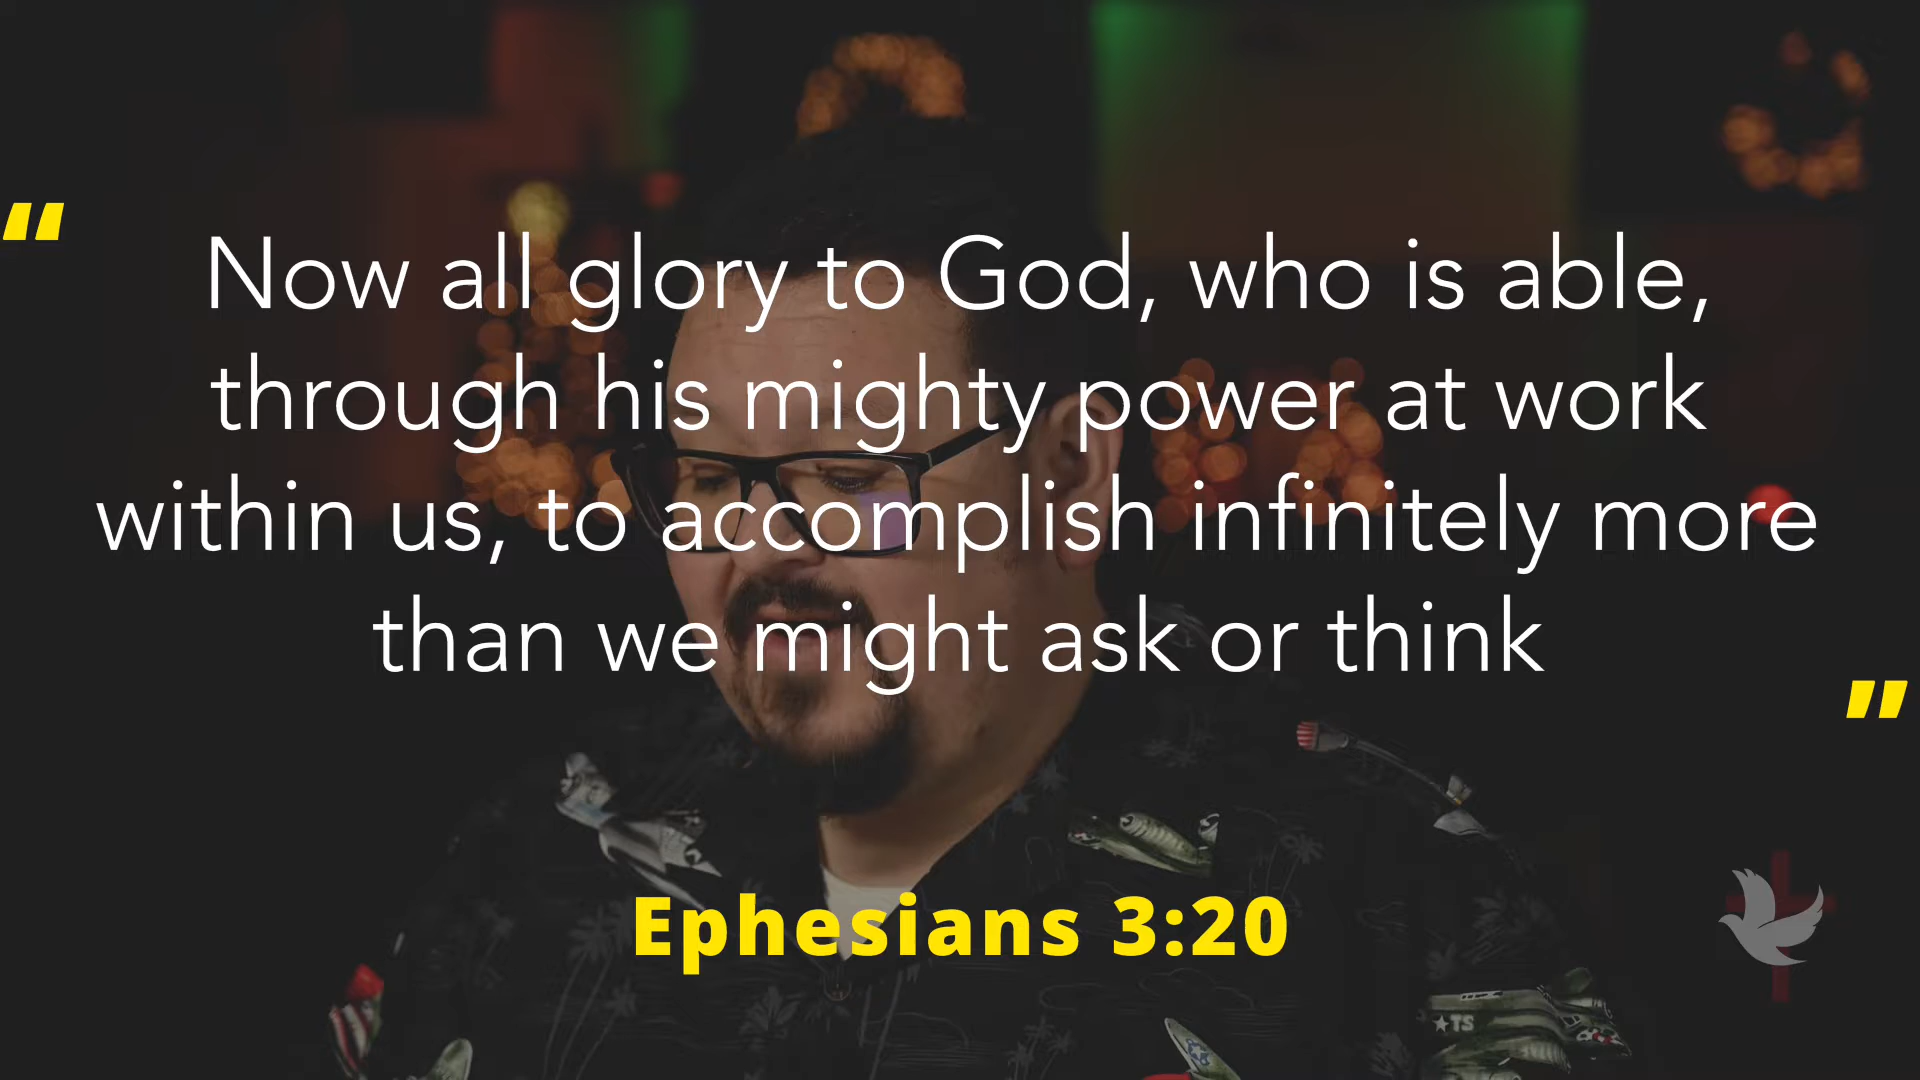 “
Now all glory to God, who is able,
through his mighty power at work
within us, to accomplish infinitely more
than we might ask or think
”
Ephesians 3:20
★TS